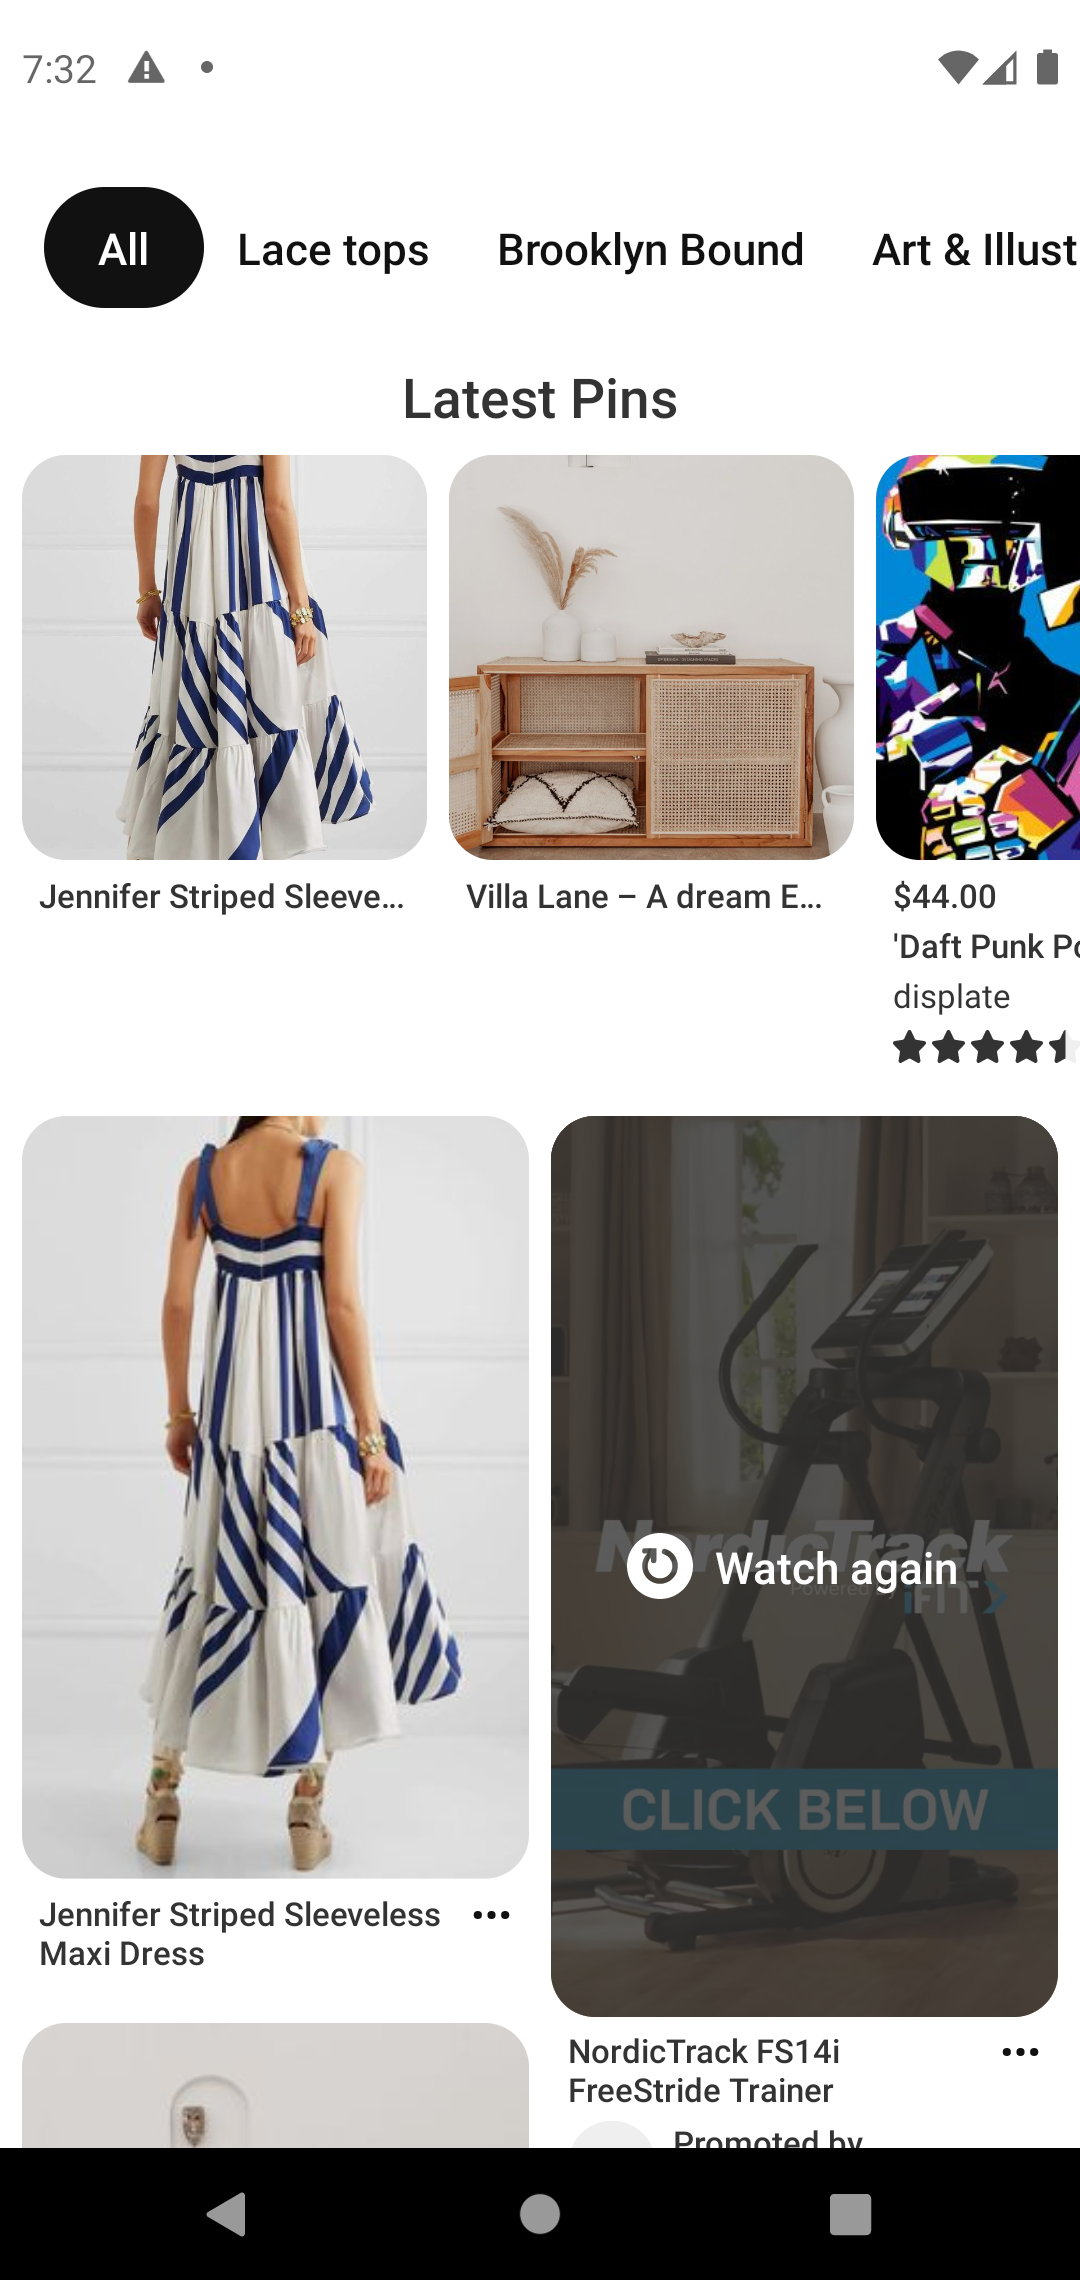 7:32
All
Lace tops
Brooklyn Bound
Art & Illust
Latest Pins
Jennifer Striped Sleeve...
Villa Lane – A dream E...
$44.00
'Daft Punk Po
displate
NordicTrack
Powered by
iFIT
Watch again
CLICK BELOW
Jennifer Striped Sleeveless
Maxi Dress
NordicTrack FS14i
FreeStride Trainer
Promoted by